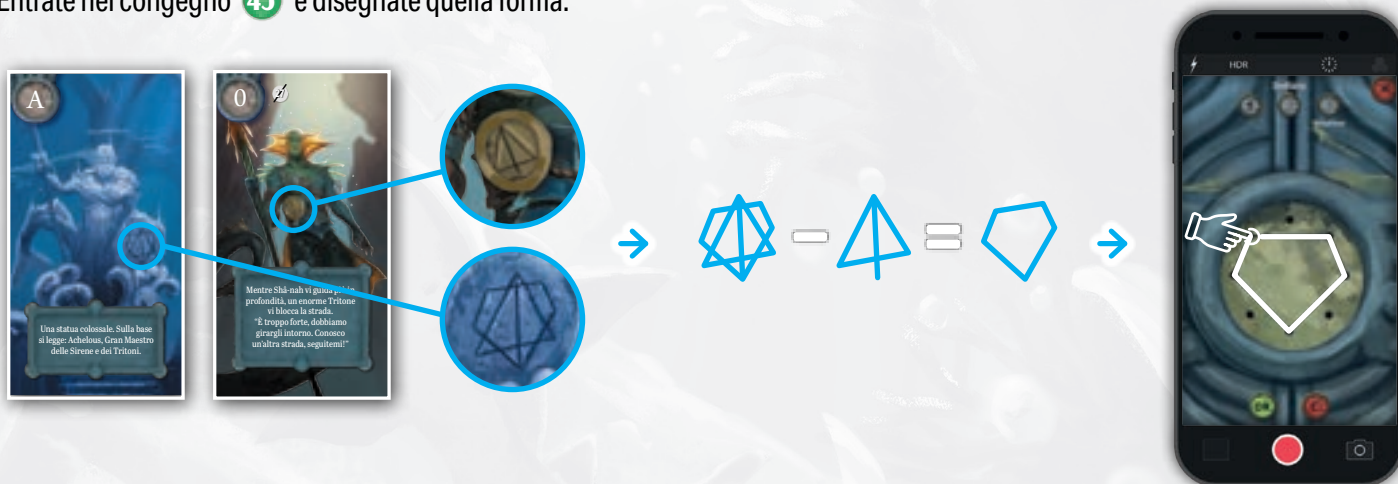 Entrate nel congegno 45 e disegnate quella forma.
A
Una statua colossale. Sulla base
si legge: Achelous, Gran Maestro
delle Sirene e dei Tritoni.
0
Mentre Shâ-nah vi guida più in
profondità, un enorme Tritone
vi blocca la strada.
"È troppo forte, dobbiamo
girargli intorno. Conosco
un'altra strada, seguitemi!"
HDR
OK